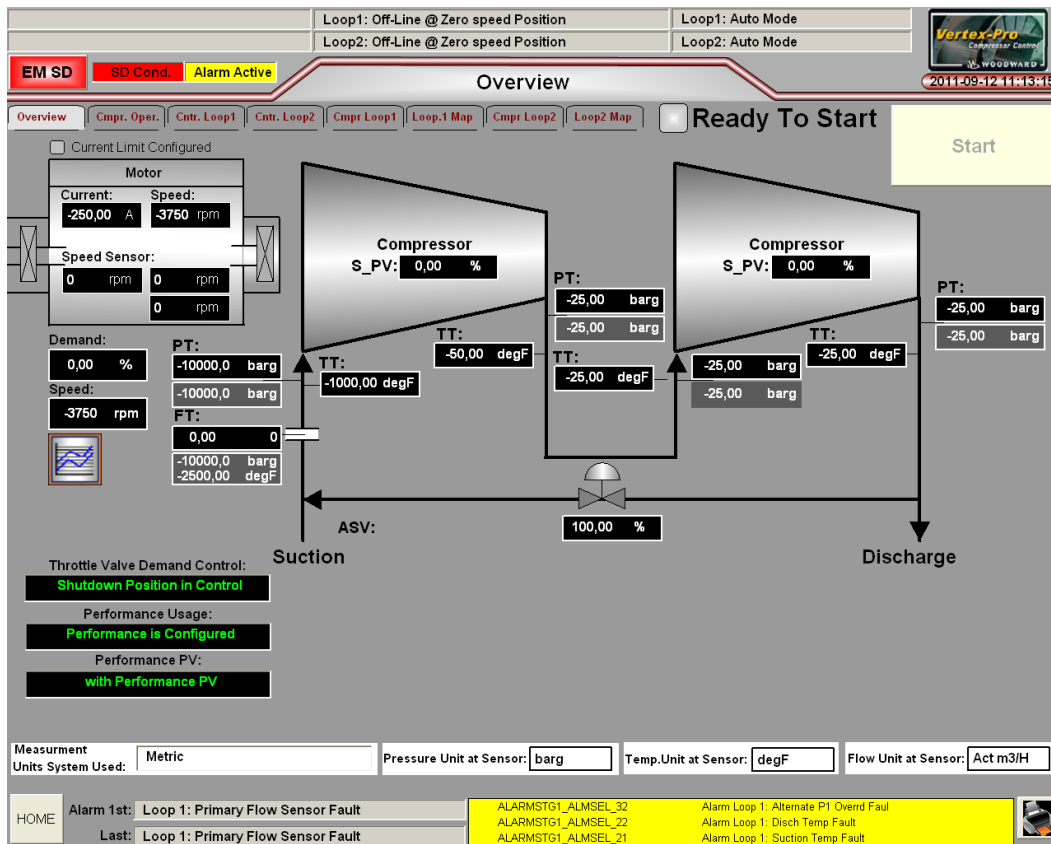 Loop1: Off-Line @ Zero speed Position
Loop1: Auto Mode
Loop2: Off-Line @ Zero speed Position
Loop2: Auto Mode
Vertex-Pro
Compressor Control
WOODWARD
EM SD
SD Cond.
Alarm Active
Overview
2011-09-12 11:13:15
Overview
Cmpr. Oper.
Cntr. Loop1
Cntr. Loop2
Cmpr Loop1
Loop.1 Map
Cmpr Loop2
Loop2 Map
Ready To Start
Start
Current Limit Configured
Motor
Current:
Speed:
-250,00 A
-3750 rpm
Speed Sensor:
0 rpm
0 rpm
0 rpm
Compressor
S_PV: 0,00 %
Compressor
S_PV: 0,00 %
PT:
-25,00 barg
-25,00 barg
PT:
-25,00 barg
-25,00 barg
TT:
-50,00 degF
TT:
-25,00 degF
TT:
-25,00 degF
-25,00 barg
-25,00 barg
Demand:
0,00 %
Speed:
-3750 rpm
PT:
-10000,0 barg
-10000,0 barg
TT:
-1000,00 degF
FT:
0,00 0
-10000,0 barg
-2500,00 degF
ASV:
100,00 %
Suction
Discharge
Throttle Valve Demand Control:
Shutdown Position in Control
Performance Usage:
Performance is Configured
Performance PV:
with Performance PV
Measurment
Units System Used:
Metric
Pressure Unit at Sensor: barg
Temp.Unit at Sensor: degF
Flow Unit at Sensor: Act m3/H
HOME
Alarm 1st: Loop 1: Primary Flow Sensor Fault
Last: Loop 1: Primary Flow Sensor Fault
ALARMSTG1_ALMSEL_32 Alarm Loop 1: Alternate P1 Overrd Faul
ALARMSTG1_ALMSEL_22 Alarm Loop 1: Disch Temp Fault
ALARMSTG1_ALMSEL_21 Alarm Loop 1: Suction Temp Fault